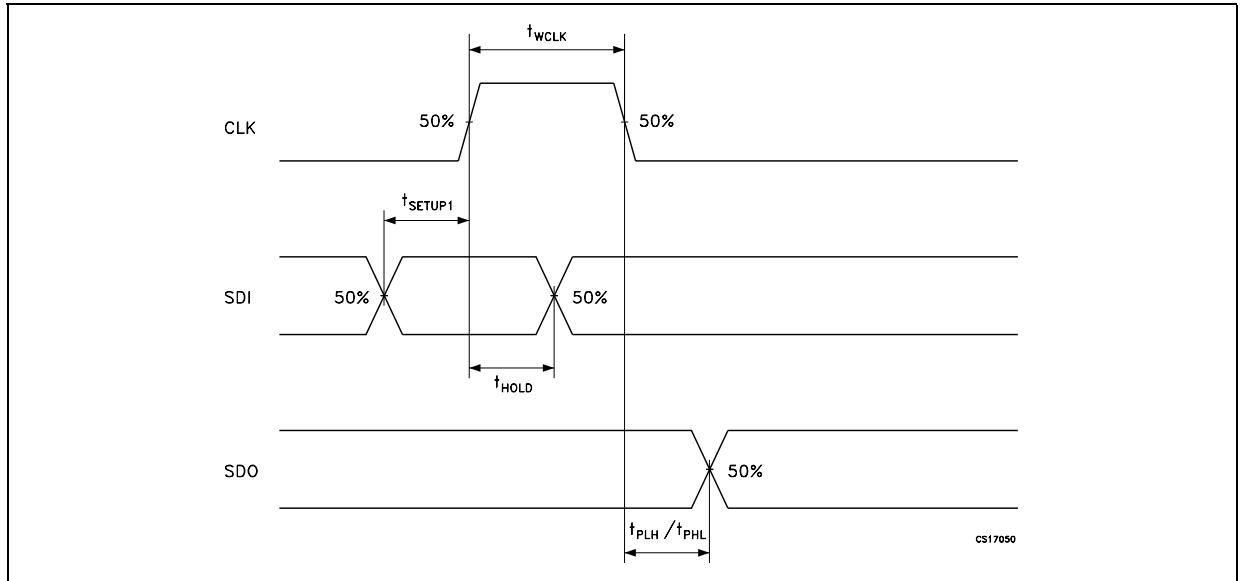 tWCLK
CLK
50%
50%
tSETUP1
SDI
50%
50%
tHOLD
SDO
50%
tPLH /tPHL
CS17050